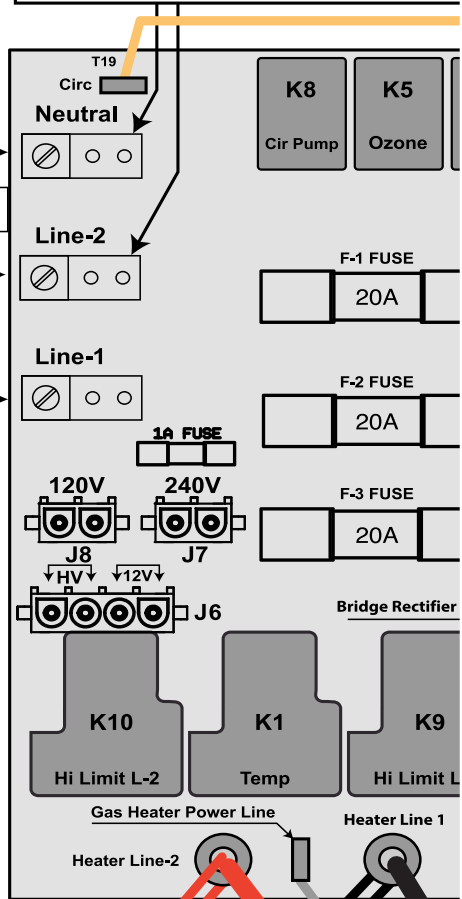 T19
Circ
Neutral
K8
Cir Pump
K5
Ozone
Line-2
F-1 FUSE
20A
Line-1
F-2 FUSE
20A
1A FUSE
120V
240V
F-3 FUSE
20A
J8
J7
HV
12V
J6
Bridge Rectifier
K10
Hi Limit L-2
K1
Temp
K9
Hi Limit L
Gas Heater Power Line
Heater Line 1
Heater Line-2